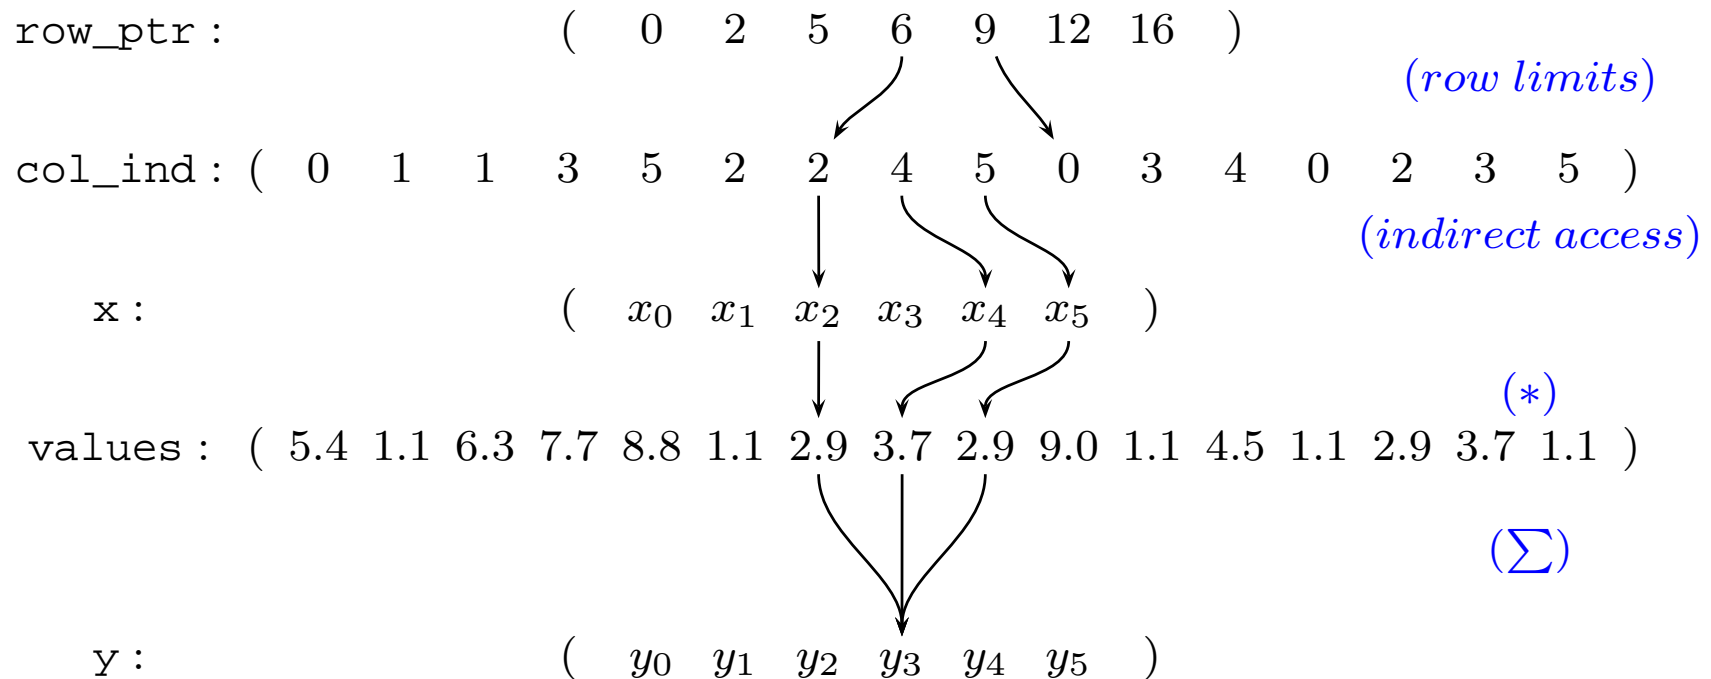 row_ptr : ( 0 2 5 6 9 12 16 )
(row limits)
col_ind : ( 0 1 1 3 5 2 2 4 5 0 3 4 0 2 3 5 )
(indirect access)
x : ( x₀ x₁ x₂ x₃ x₄ x₅ )
(*)
values : ( 5.4 1.1 6.3 7.7 8.8 1.1 2.9 3.7 2.9 9.0 1.1 4.5 1.1 2.9 3.7 1.1 )
(∑)
y : ( y₀ y₁ y₂ y₃ y₄ y₅ )